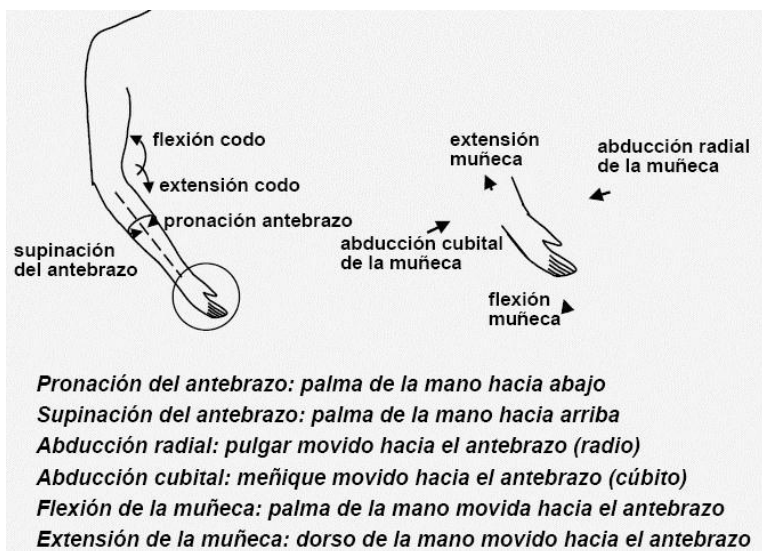 flexión codo
extensión codo
pronación antebrazo
supinación
del antebrazo
extensión
muñeca
abducción radial
de la muñeca
abducción cubital
de la muñeca
flexión
muñeca
Pronación del antebrazo: palma de la mano hacia abajo
Supinación del antebrazo: palma de la mano hacia arriba
Abducción radial: pulgar movido hacia el antebrazo (radio)
Abducción cubital: meñique movido hacia el antebrazo (cúbito)
Flexión de la muñeca: palma de la mano movida hacia el antebrazo
Extensión de la muñeca: dorso de la mano movido hacia el antebrazo